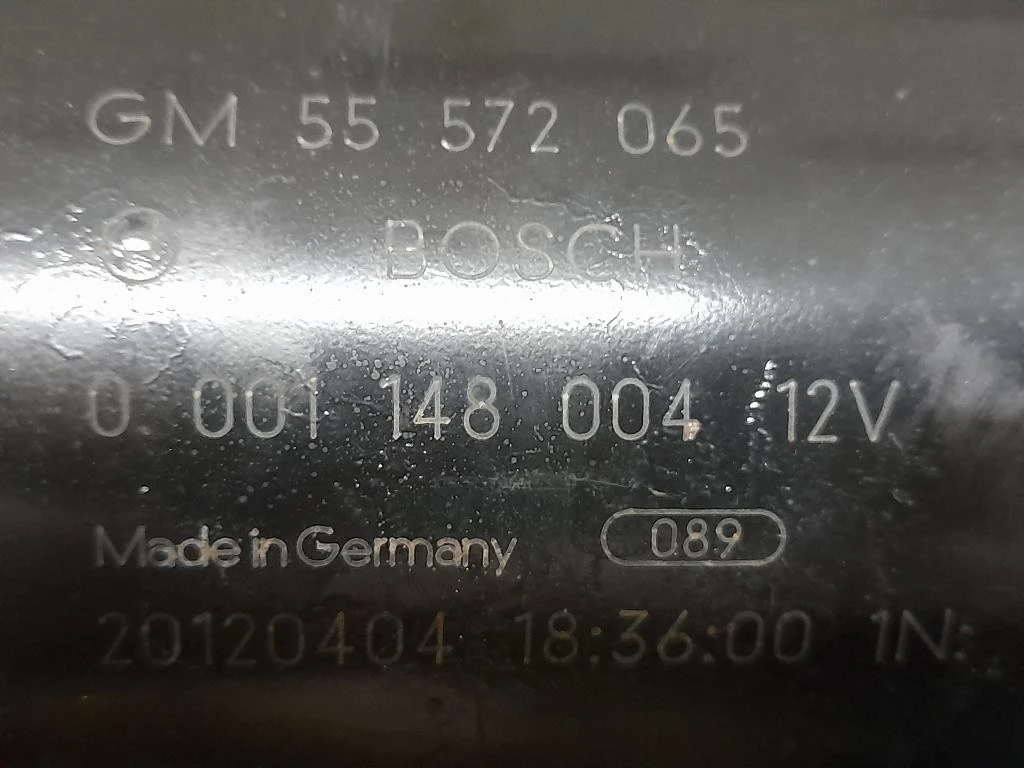 GM 55 572 065
BOSCH
0 001 148 004 12V
Made in Germany 089
20120404 18:36:00 1N: